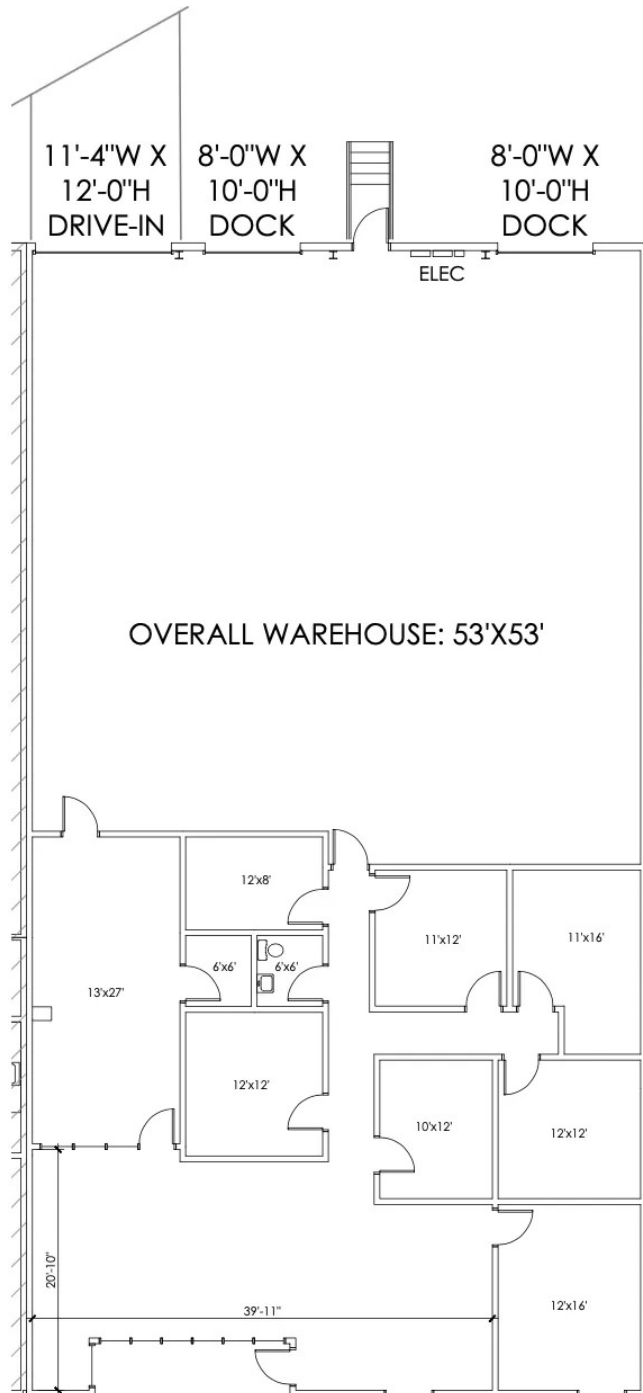 11'-4"W X
12'-0"H
DRIVE-IN
8'-0"W X
10'-0"H
DOCK
8'-0"W X
10'-0"H
DOCK
ELEC
OVERALL WAREHOUSE: 53'X53'
12'x8'
11'x12'
11'x16'
6'x6'
6'x6'
13'x27'
12'x12'
10'x12'
12'x12'
20'-10"
39'-11"
12'x16'